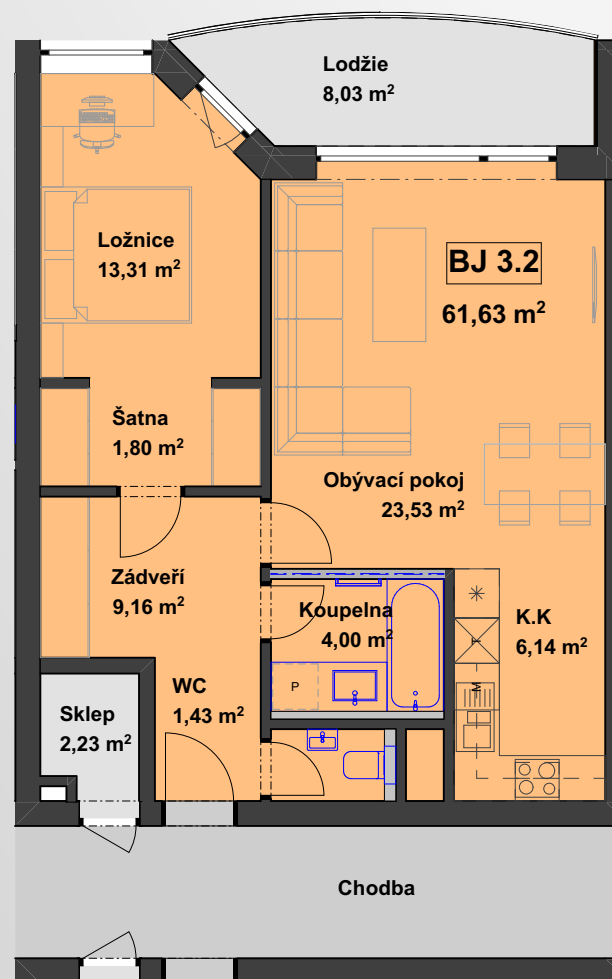 Lodžie
8,03 m²
Ložnice
13,31 m²
BJ 3.2
61,63 m²
Šatna
1,80 m²
Obývací pokoj
23,53 m²
Zádveří
9,16 m²
Koupelna
4,00 m²
K.K
6,14 m²
T
M
P
WC
1,43 m²
Sklep
2,23 m²
Chodba